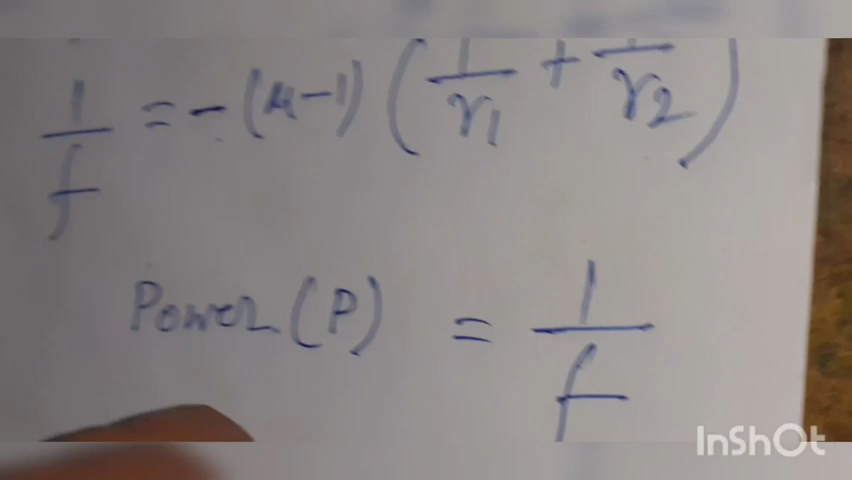 1/f = -(μ-1)(1/r1 + 1/r2)
Power(P) = 1/f
InShOt